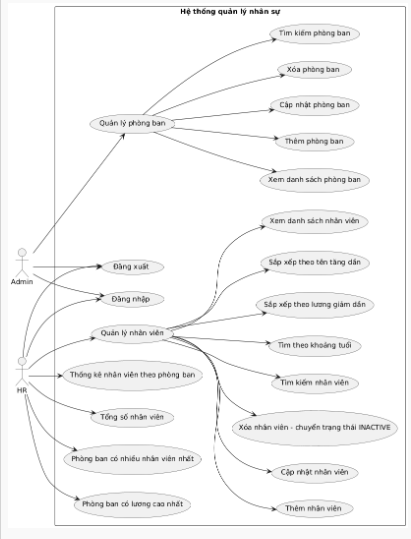 Hệ thống quản lý nhân sự
Tìm kiếm phòng ban
Xóa phòng ban
Cập nhật phòng ban
Quản lý phòng ban
Thêm phòng ban
Xem danh sách phòng ban
Xem danh sách nhân viên
Admin
Đăng xuất
Sắp xếp theo tên tăng dần
Đăng nhập
Sắp xếp theo lương giảm dần
Quản lý nhân viên
Tìm theo khoảng tuổi
HR
Thống kê nhân viên theo phòng ban
Tìm kiếm nhân viên
Tổng số nhân viên
Xóa nhân viên - chuyển trạng thái INACTIVE
Phòng ban có nhiều nhân viên nhất
Cập nhật nhân viên
Phòng ban có lương cao nhất
Thêm nhân viên